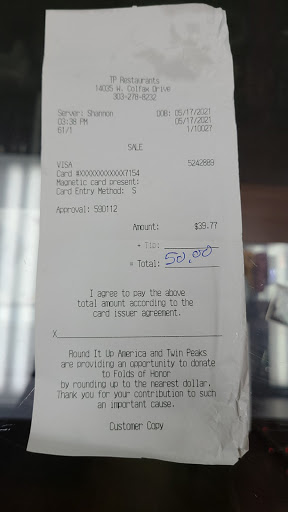 TP Restaurants
14035 W. Colfax Drive
303-278-8232
Server: Shannon DOB: 05/17/2021
03:38 PM 05/17/2021
61/1 1/10027
SALE
VISA 5242889
Card #XXXXXXXXXXXX7154
Magnetic card present:
Card Entry Method: S
Approval: 590112
Amount: $39.77
+ Tip:
= Total: 50.00
I agree to pay the above
total amount according to the
card issuer agreement.
X
Round It Up America and Twin Peaks
are providing an opportunity to donate
to Folds of Honor
by rounding up to the nearest dollar.
Thank you for your contribution to such
an important cause.
Customer Copy